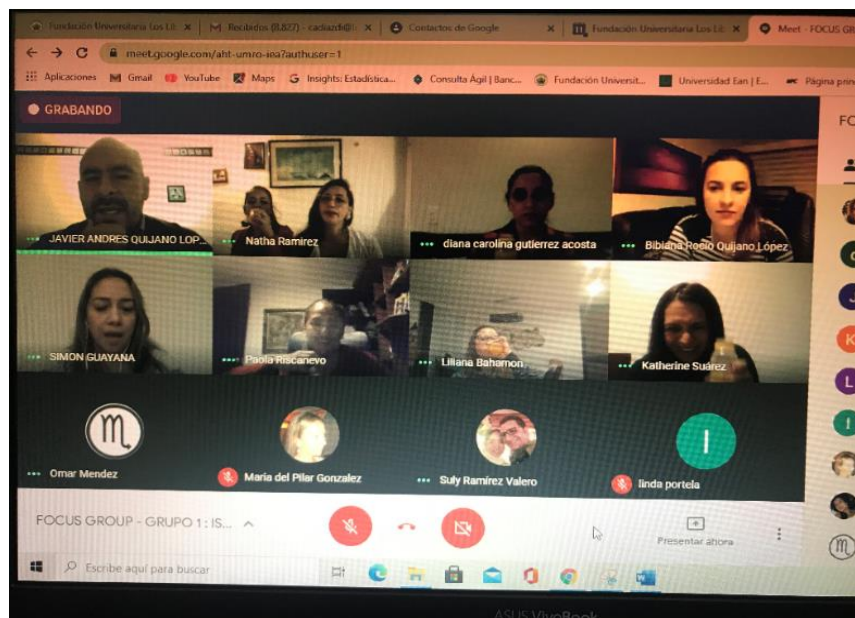 Fundación Universitaria Los Lib
Recibidos (8.827) - cadiazdi@l
Contactos de Google
Fundación Universitaria Los Lib
Meet - FOCUS GR
meet.google.com/aht-umro-iea?authuser=1
Aplicaciones
Gmail
YouTube
Maps
Insights: Estadística...
Consulta Ágil | Banc...
Fundación Universit...
Universidad Ean | E...
Página prin
GRABANDO
FO
JAVIER ANDRES QUIJANO LOP...
Natha Ramirez
diana carolina gutierrez acosta
Bibiana Rocío Quijano López
SIMON GUAYANA
Paola Riscanevo
Liliana Bahamon
Katherine Suárez
Omar Mendez
Maria del Pilar Gonzalez
Suly Ramírez Valero
linda portela
J
K
L
FOCUS GROUP - GRUPO 1 : IS...
Presentar ahora
Escribe aquí para buscar
ASUS VivoBook